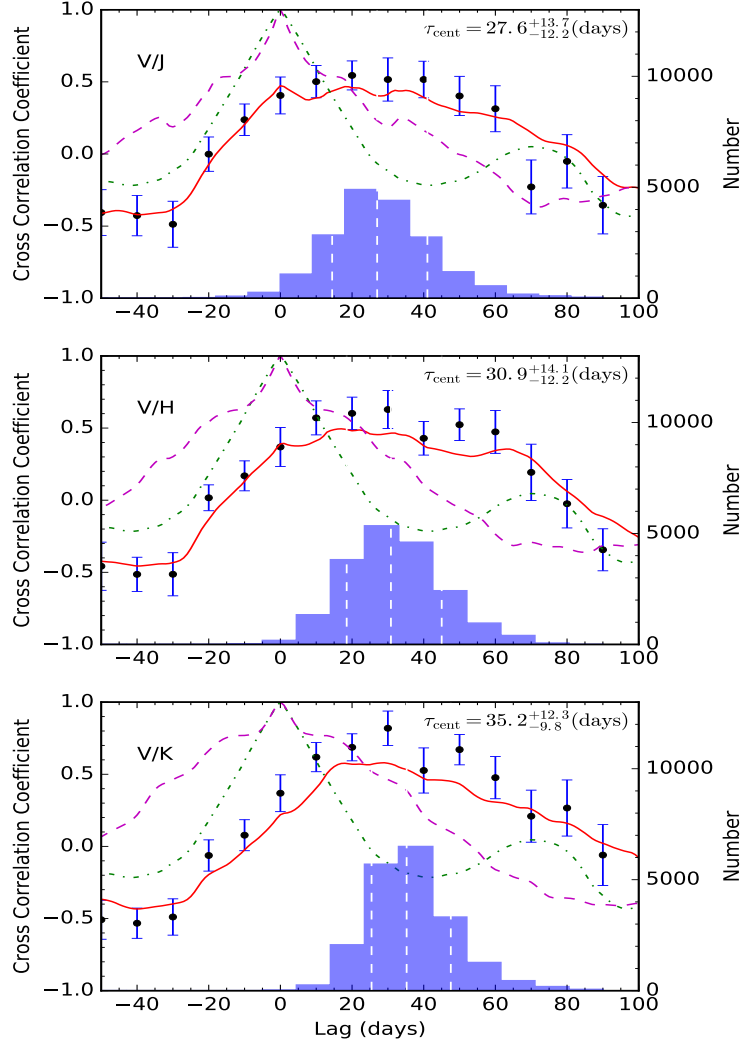 τcent = 27.6+13.7−12.2(days)
V/J
Cross Correlation Coefficient
1.0
0.5
0.0
−0.5
−1.0
10000
5000
0
Number
−40 −20 0 20 40 60 80 100
τcent = 30.9+14.1−12.2(days)
V/H
Cross Correlation Coefficient
1.0
0.5
0.0
−0.5
−1.0
10000
5000
0
Number
−40 −20 0 20 40 60 80 100
τcent = 35.2+12.3−9.8(days)
V/K
Cross Correlation Coefficient
1.0
0.5
0.0
−0.5
−1.0
10000
5000
0
Number
−40 −20 0 20 40 60 80 100
Lag (days)